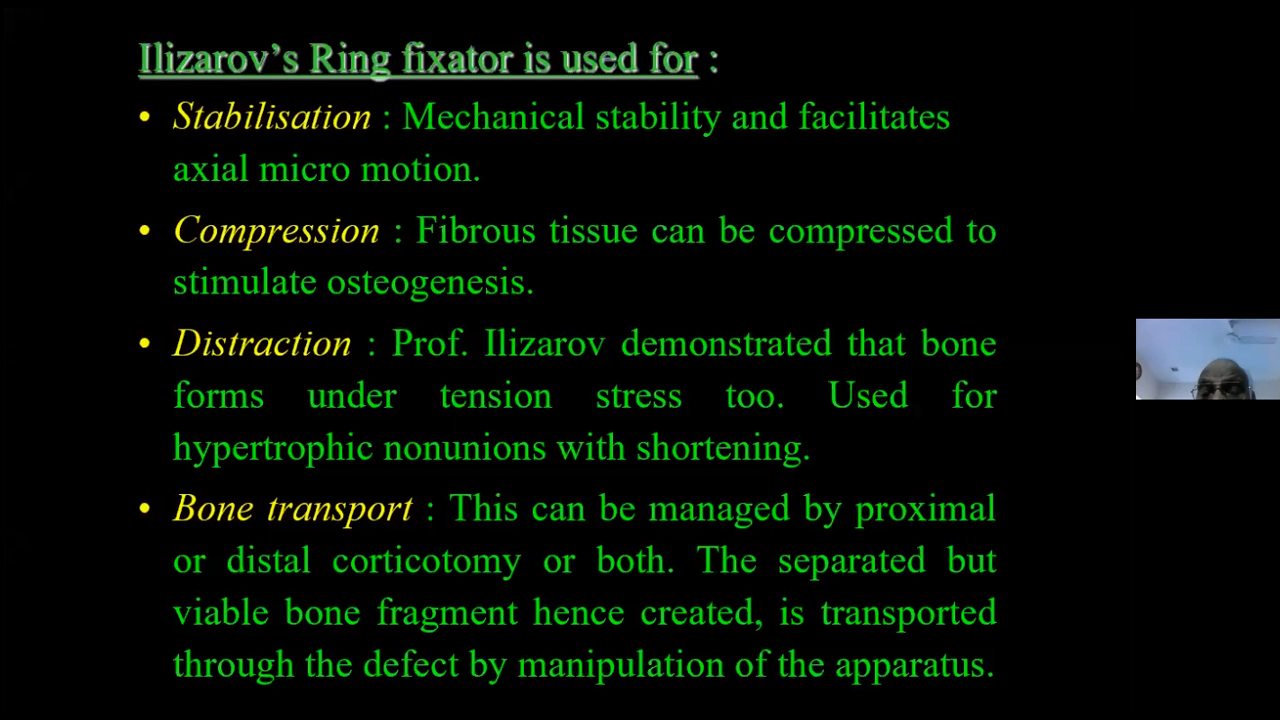 Ilizarov’s Ring fixator is used for :
• Stabilisation : Mechanical stability and facilitates
axial micro motion.
• Compression : Fibrous tissue can be compressed to
stimulate osteogenesis.
• Distraction : Prof. Ilizarov demonstrated that bone
forms under tension stress too. Used for
hypertrophic nonunions with shortening.
• Bone transport : This can be managed by proximal
or distal corticotomy or both. The separated but
viable bone fragment hence created, is transported
through the defect by manipulation of the apparatus.